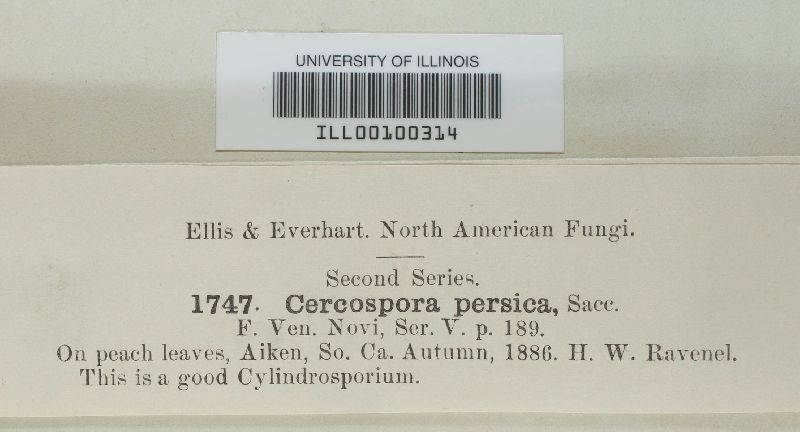 UNIVERSITY OF ILLINOIS
ILL00100314
Ellis & Everhart. North American Fungi.
Second Series.
1747. Cercospora persica, Sacc.
F. Ven. Novi, Ser. V. p. 189.
On peach leaves, Aiken, So. Ca. Autumn, 1886. H. W. Ravenel.
This is a good Cylindrosporium.